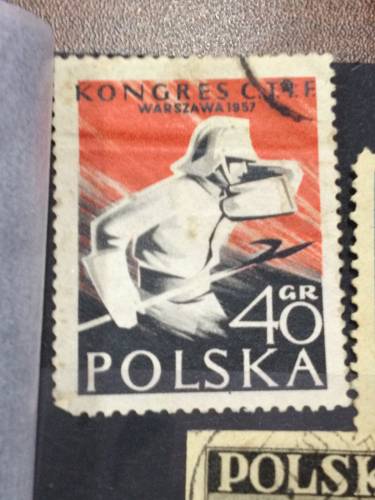 KONGRES C.T.I.F.
WARSZAWA 1957
40 GR
POLSKA
POLSK